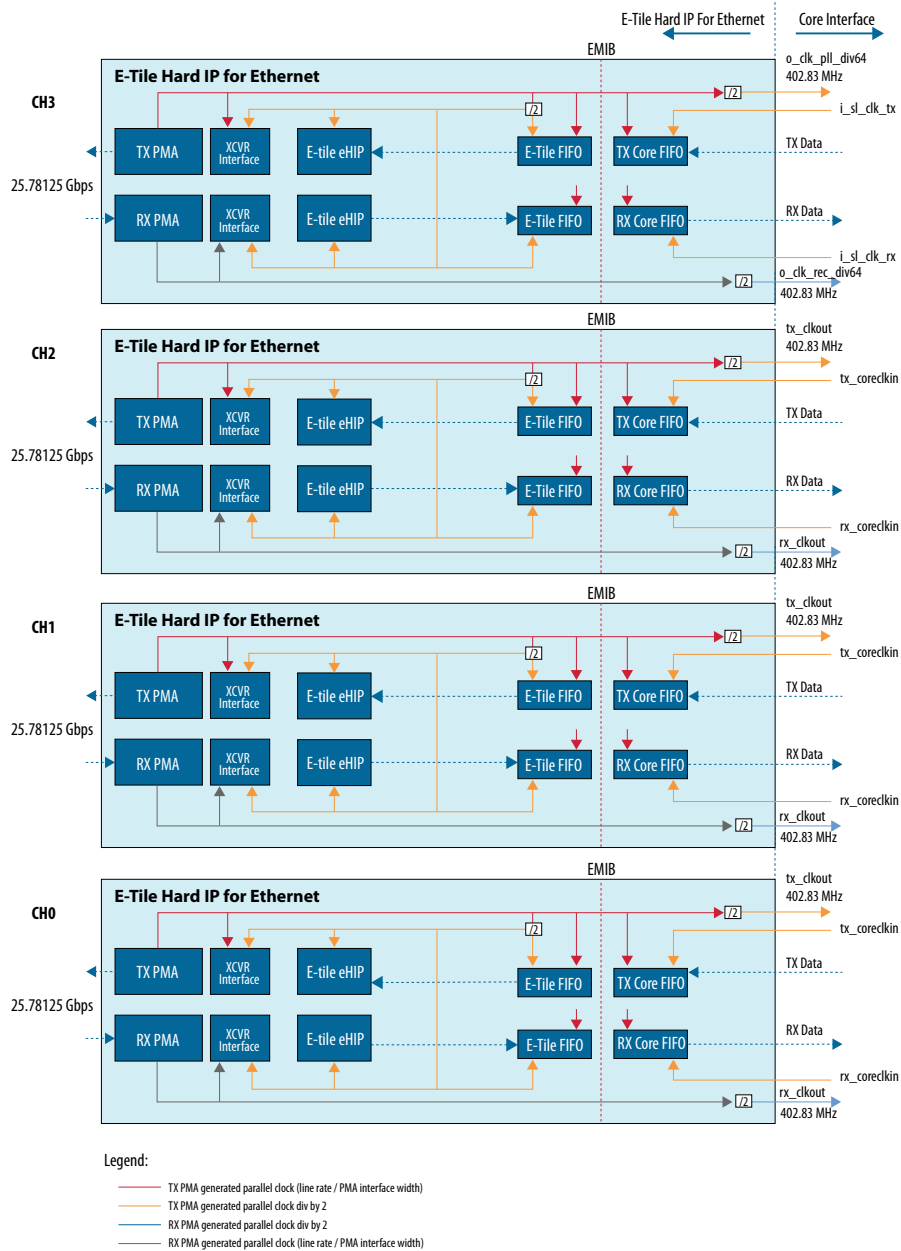 E-Tile Hard IP For Ethernet
Core Interface
EMIB
o_clk_pll_div64
402.83 MHz
E-Tile Hard IP for Ethernet
CH3
/2
/2
i_sl_clk_tx
TX PMA
XCVR
Interface
E-tile eHIP
E-Tile FIFO
TX Core FIFO
TX Data
25.78125 Gbps
RX PMA
XCVR
Interface
E-tile eHIP
E-Tile FIFO
RX Core FIFO
RX Data
i_sl_clk_rx
o_clk_rec_div64
/2
402.83 MHz
EMIB
tx_clkout
402.83 MHz
E-Tile Hard IP for Ethernet
CH2
/2
/2
tx_coreclkin
TX PMA
XCVR
Interface
E-tile eHIP
E-Tile FIFO
TX Core FIFO
TX Data
25.78125 Gbps
RX PMA
XCVR
Interface
E-tile eHIP
E-Tile FIFO
RX Core FIFO
RX Data
rx_coreclkin
rx_clkout
/2
402.83 MHz
EMIB
tx_clkout
402.83 MHz
E-Tile Hard IP for Ethernet
CH1
/2
/2
tx_coreclkin
TX PMA
XCVR
Interface
E-tile eHIP
E-Tile FIFO
TX Core FIFO
TX Data
25.78125 Gbps
RX PMA
XCVR
Interface
E-tile eHIP
E-Tile FIFO
RX Core FIFO
RX Data
rx_coreclkin
rx_clkout
/2
402.83 MHz
EMIB
tx_clkout
402.83 MHz
E-Tile Hard IP for Ethernet
CH0
/2
/2
tx_coreclkin
TX PMA
XCVR
Interface
E-tile eHIP
E-Tile FIFO
TX Core FIFO
TX Data
25.78125 Gbps
RX PMA
XCVR
Interface
E-tile eHIP
E-Tile FIFO
RX Core FIFO
RX Data
rx_coreclkin
rx_clkout
/2
402.83 MHz
Legend:
TX PMA generated parallel clock (line rate / PMA interface width)
TX PMA generated parallel clock div by 2
RX PMA generated parallel clock div by 2
RX PMA generated parallel clock (line rate / PMA interface width)